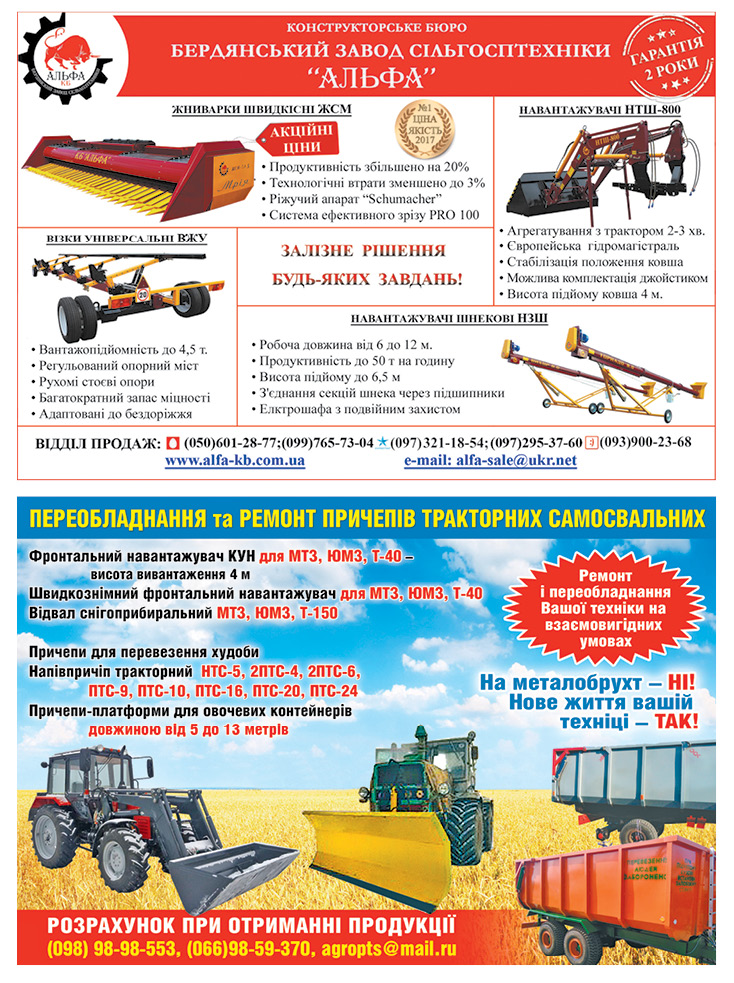 КОНСТРУКТОРСЬКЕ БЮРО
БЕРДЯНСЬКИЙ ЗАВОД СІЛЬГОСПТЕХНІКИ
“АЛЬФА”
АЛЬФА
КБ
ГАРАНТІЯ
2 РОКИ
ЖНИВАРКИ ШВИДКІСНІ ЖСМ
КБ "АЛЬФА"
АКЦІЙНІ
ЦІНИ
№1
ЦІНА
ЯКІСТЬ
2017
• Продуктивність збільшено на 20%
• Технологічні втрати зменшено до 3%
• Ріжучий апарат “Schumacher”
• Система ефективного зрізу PRO 100
НАВАНТАЖУВАЧІ НТШ-800
НТШ-800
• Агрегатування з трактором 2-3 хв.
• Європейська гідромагістраль
• Стабілізація положення ковша
• Можлива комплектація джойстиком
• Висота підйому ковша 4 м.
ВІЗКИ УНІВЕРСАЛЬНІ ВЖУ
20
• Вантажопідйомність до 4,5 т.
• Регульований опорний міст
• Рухомі стоєві опори
• Багатократний запас міцності
• Адаптовані до бездоріжжя
ЗАЛІЗНЕ РІШЕННЯ
БУДЬ-ЯКИХ ЗАВДАНЬ!
НАВАНТАЖУВАЧІ ШНЕКОВІ НЗШ
• Робоча довжина від 6 до 12 м.
• Продуктивність до 50 т на годину
• Висота підйому до 6,5 м
• З'єднання секцій шнека через підшипники
• Елктрошафа з подвійним захистом
ВІДДІЛ ПРОДАЖ: (050)601-28-77;(099)765-73-04 (097)321-18-54;(097)295-37-60 (093)900-23-68
www.alfa-kb.com.ua e-mail: alfa-sale@ukr.net
ПЕРЕОБЛАДНАННЯ та РЕМОНТ ПРИЧЕПІВ ТРАКТОРНИХ САМОСВАЛЬНИХ
Фронтальний навантажувач КУН для МТЗ, ЮМЗ, Т-40 –
висота вивантаження 4 м
Швидкознімний фронтальний навантажувач для МТЗ, ЮМЗ, Т-40
Відвал снігоприбиральний МТЗ, ЮМЗ, Т-150
Причепи для перевезення худоби
Напівпричіп тракторний НТС-5, 2ПТС-4, 2ПТС-6,
ПТС-9, ПТС-10, ПТС-16, ПТС-20, ПТС-24
Причепи-платформи для овочевих контейнерів
довжиною від 5 до 13 метрів
Ремонт
і переобладнання
Вашої техніки на
взаємовигідних
умовах
На металобрухт – НІ!
Нове життя вашій
техніці – ТАК!
ПЕРЕВЕЗЕННЯ
ЛЮДЕЙ
ЗАБОРОНЕНО
РОЗРАХУНОК ПРИ ОТРИМАННІ ПРОДУКЦІЇ
(098) 98-98-553, (066)98-59-370, agropts@mail.ru